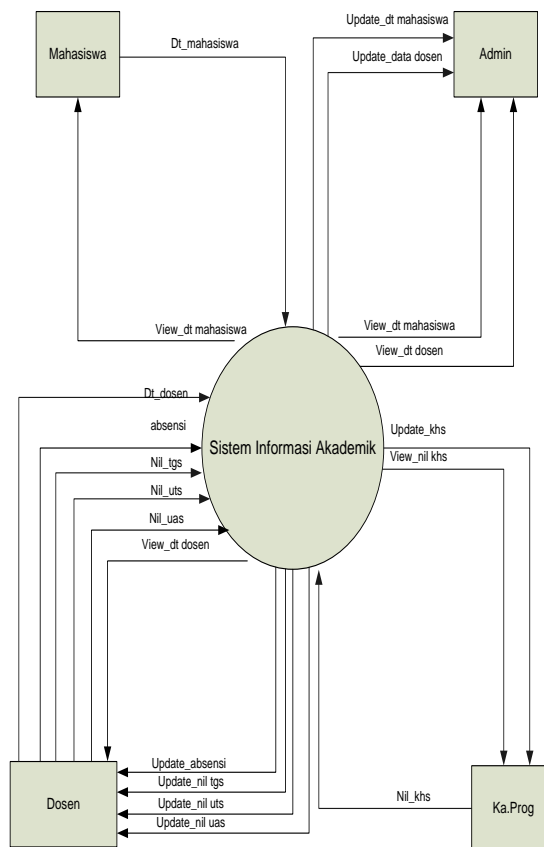 Update_dt mahasiswa
Dt_mahasiswa
Mahasiswa
Update_data dosen
Admin
View_dt mahasiswa
View_dt mahasiswa
View_dt dosen
Dt_dosen
absensi
Update_khs
Sistem Informasi Akademik
View_nil khs
Nil_tgs
Nil_uts
Nil_uas
View_dt dosen
Update_absensi
Update_nil tgs
Dosen
Update_nil uts
Nil_khs
Ka.Prog
Update_nil uas